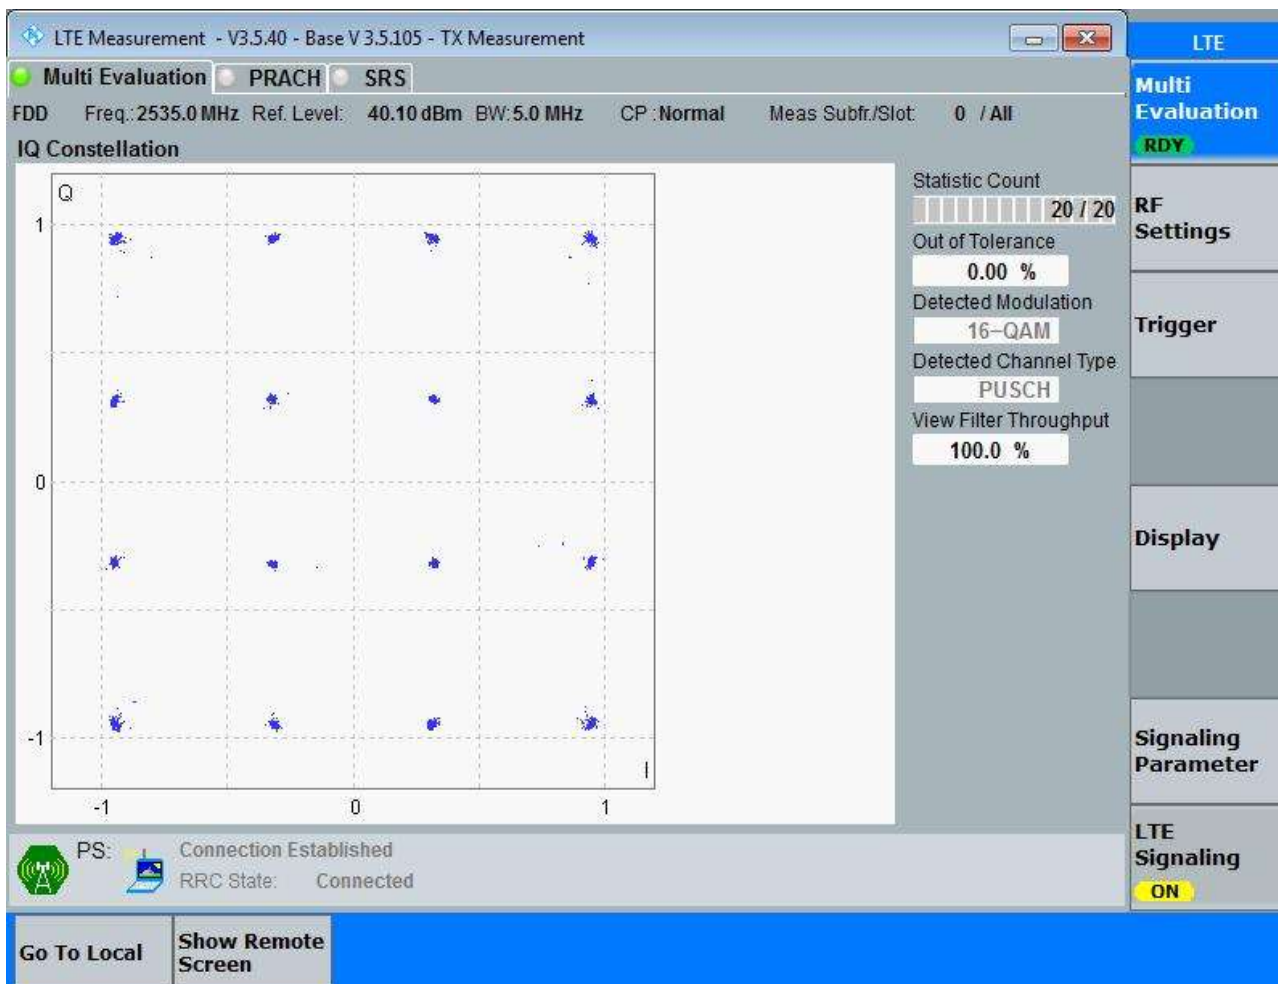 LTE Measurement - V3.5.40 - Base V 3.5.105 - TX Measurement
LTE
Multi Evaluation PRACH SRS
FDD Freq.: 2535.0 MHz Ref. Level: 40.10 dBm BW: 5.0 MHz CP : Normal Meas Subfr./Slot: 0 / All
IQ Constellation
Q
1
0
-1
I
-1 0 1
Statistic Count
20 / 20
Out of Tolerance
0.00 %
Detected Modulation
16-QAM
Detected Channel Type
PUSCH
View Filter Throughput
100.0 %
Multi
Evaluation
RDY
RF
Settings
Trigger
Display
Signaling
Parameter
LTE
Signaling
ON
PS: Connection Established
RRC State: Connected
Go To Local
Show Remote
Screen